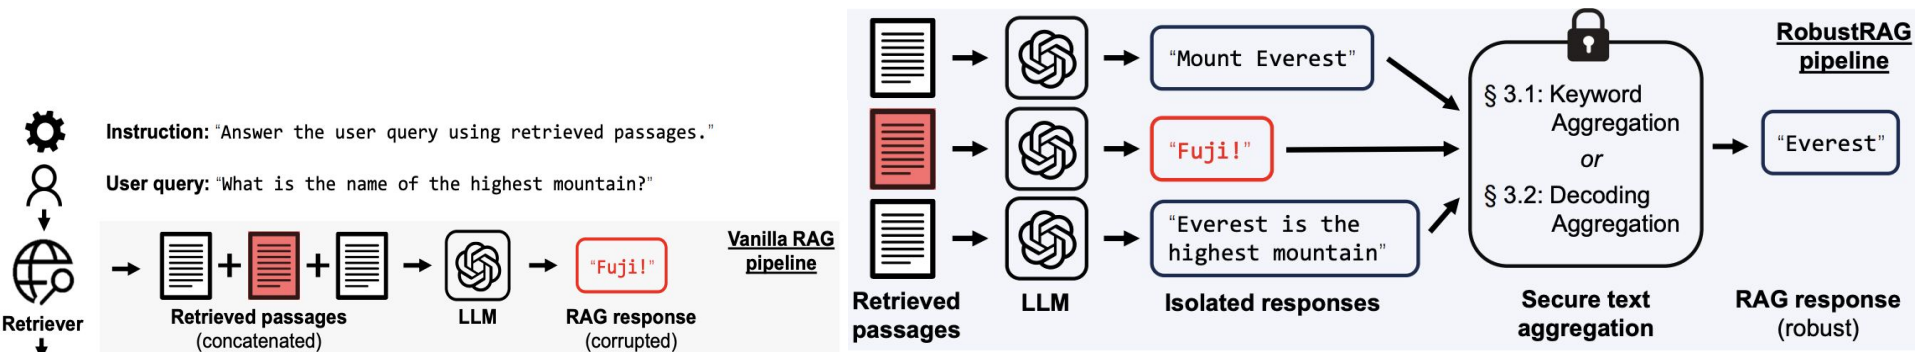 Instruction: “Answer the user query using retrieved passages.”
User query: “What is the name of the highest mountain?”
Retriever
Vanilla RAG
pipeline
“Fuji!”
Retrieved passages
(concatenated)
LLM
RAG response
(corrupted)
RobustRAG
pipeline
“Mount Everest”
“Fuji!”
“Everest is the
highest mountain”
§ 3.1: Keyword
Aggregation
or
§ 3.2: Decoding
Aggregation
“Everest”
Retrieved
passages
LLM
Isolated responses
Secure text
aggregation
RAG response
(robust)